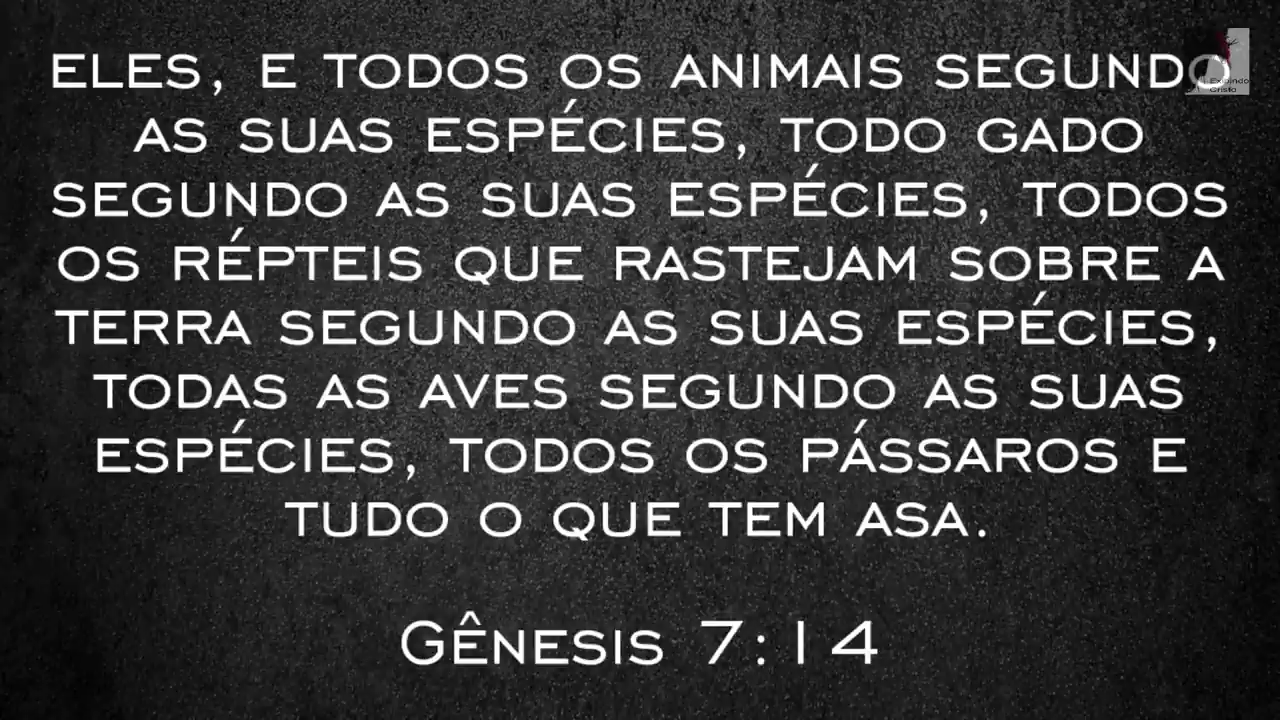 ELES, E TODOS OS ANIMAIS SEGUNDO
AS SUAS ESPÉCIES, TODO GADO
SEGUNDO AS SUAS ESPÉCIES, TODOS
OS RÉPTEIS QUE RASTEJAM SOBRE A
TERRA SEGUNDO AS SUAS ESPÉCIES,
TODAS AS AVES SEGUNDO AS SUAS
ESPÉCIES, TODOS OS PÁSSAROS E
TUDO O QUE TEM ASA.
GÊNESIS 7:14
Expondo
Cristo